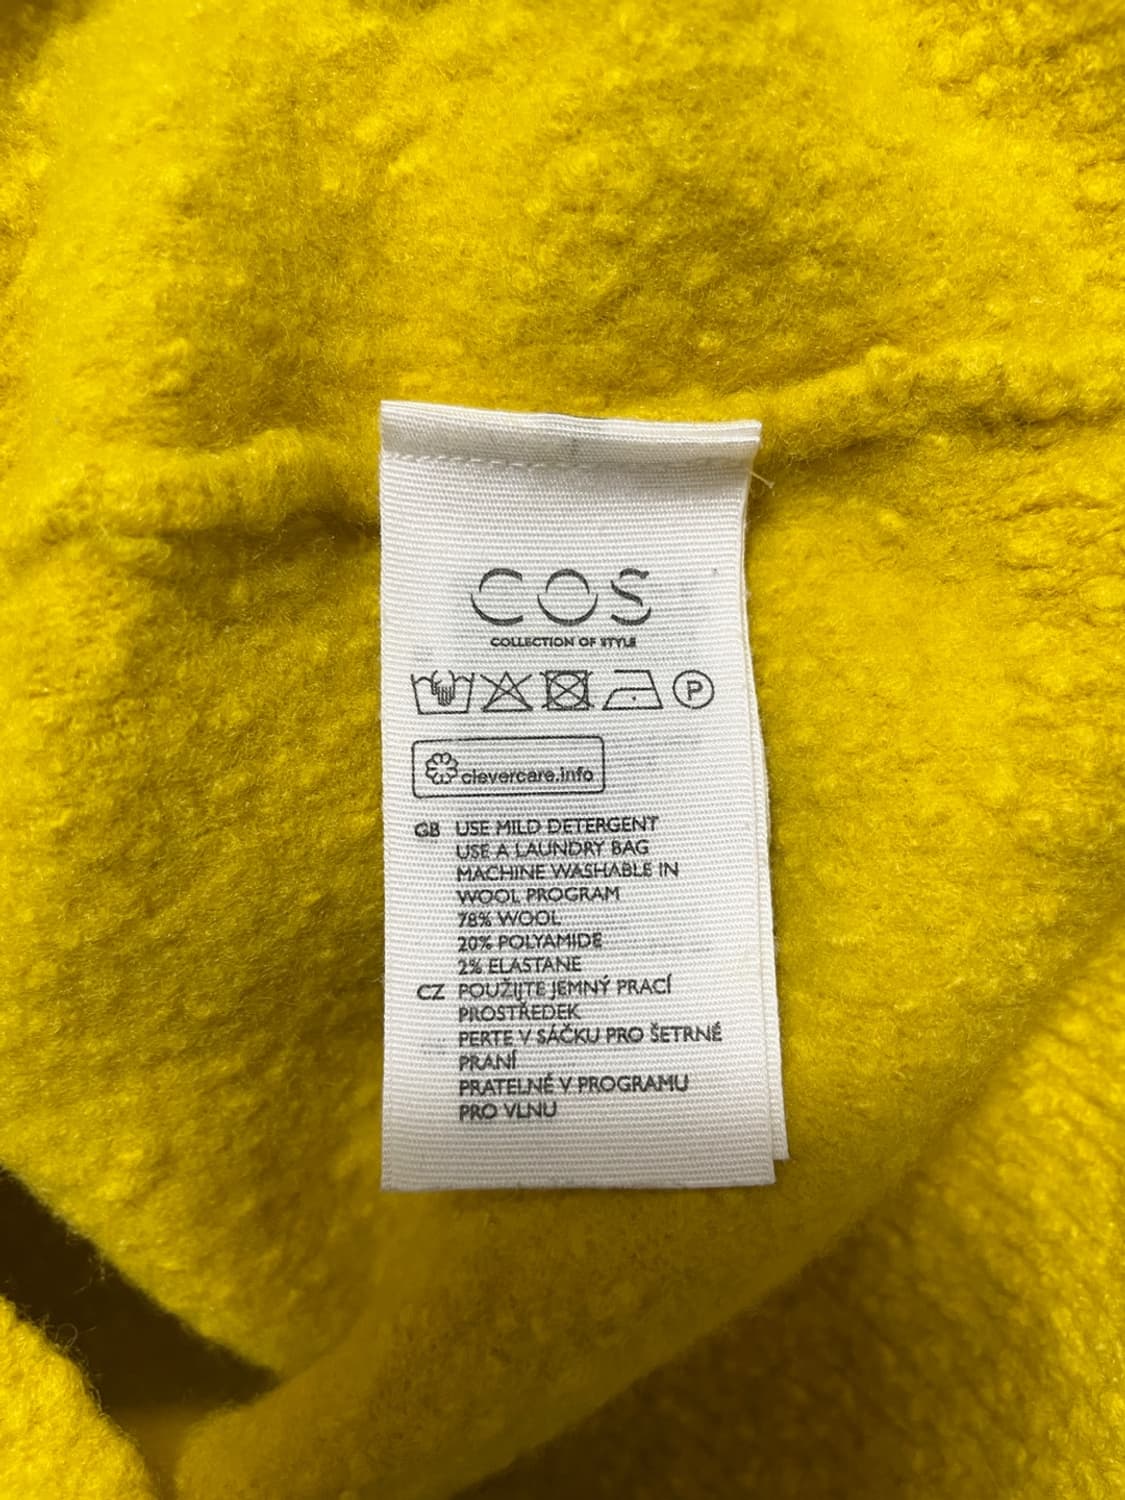 COS
COLLECTION OF STYLE
P
clevercare.info
GB USE MILD DETERGENT
USE A LAUNDRY BAG
MACHINE WASHABLE IN
WOOL PROGRAM
78% WOOL
20% POLYAMIDE
2% ELASTANE
CZ POUŽIJTE JEMNÝ PRACÍ
PROSTŘEDEK
PERTE V SÁČKU PRO ŠETRNÉ
PRANÍ
PRATELNÉ V PROGRAMU
PRO VLNU